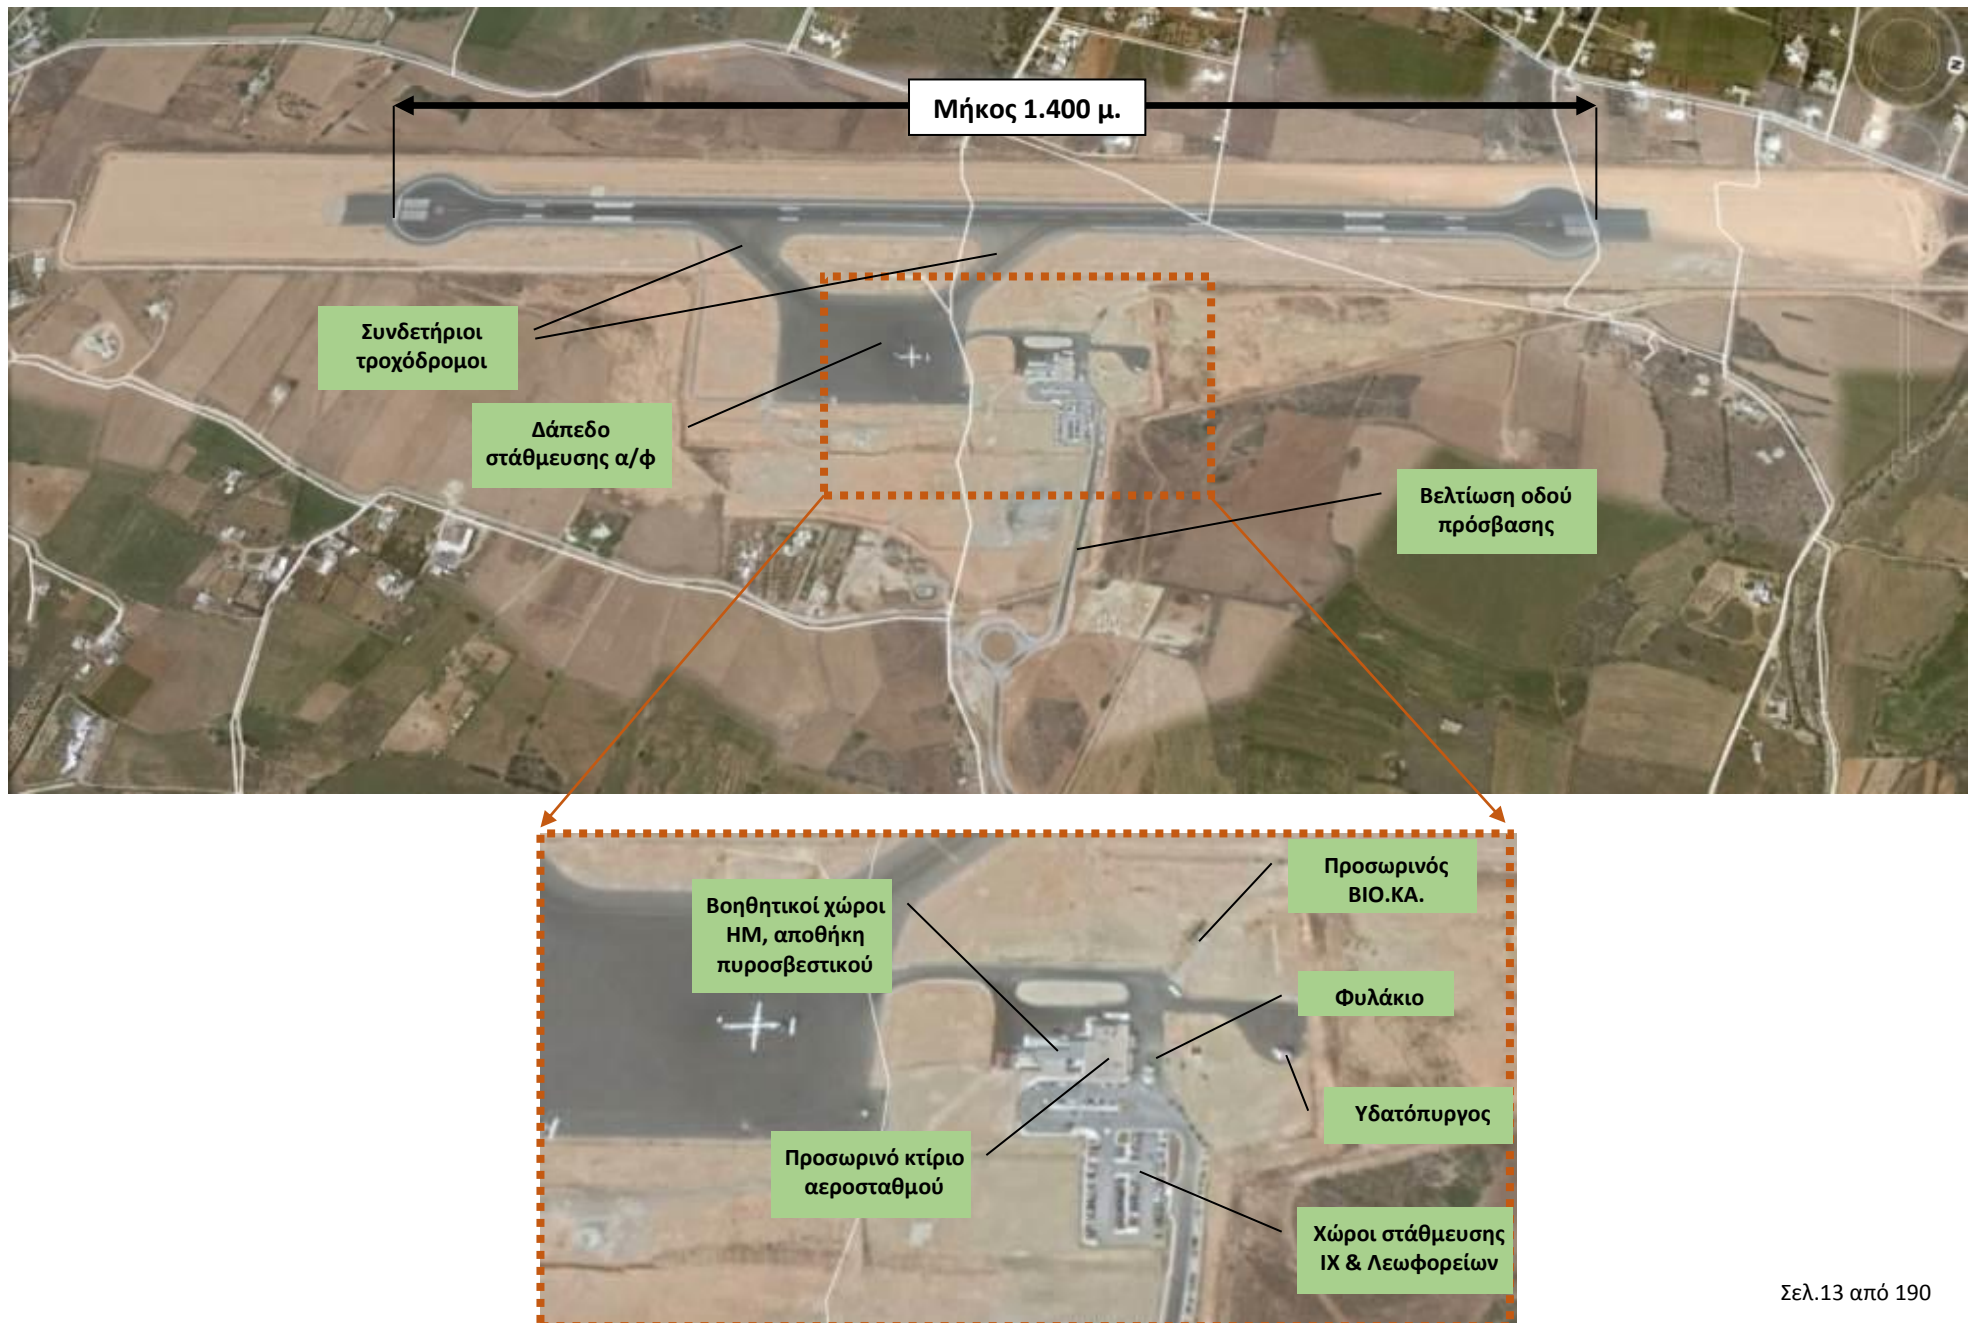 Μήκος 1.400 μ.
Συνδετήριοι
τροχόδρομοι
Δάπεδο
στάθμευσης α/φ
Βελτίωση οδού
πρόσβασης
Προσωρινός
ΒΙΟ.ΚΑ.
Βοηθητικοί χώροι
ΗΜ, αποθήκη
πυροσβεστικού
Φυλάκιο
Υδατόπυργος
Προσωρινό κτίριο
αεροσταθμού
Χώροι στάθμευσης
ΙΧ & Λεωφορείων
Σελ.13 από 190